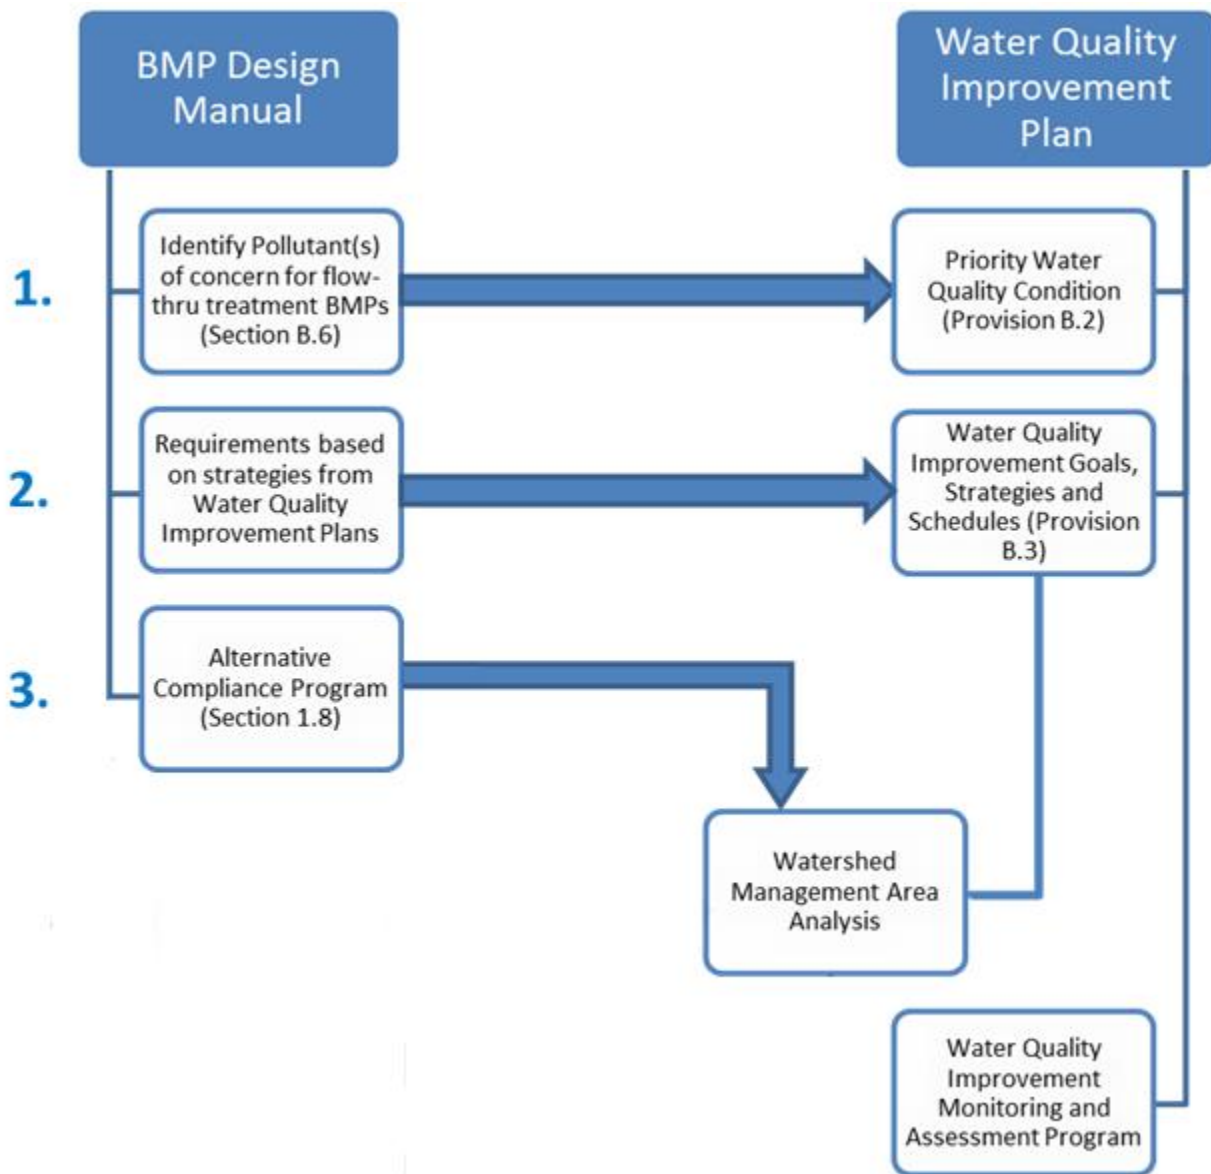 BMP Design
Manual
Water Quality
Improvement
Plan
1.
Identify Pollutant(s)
of concern for flow-
thru treatment BMPs
(Section B.6)
Priority Water
Quality Condition
(Provision B.2)
2.
Requirements based
on strategies from
Water Quality
Improvement Plans
Water Quality
Improvement Goals,
Strategies and
Schedules (Provision
B.3)
3.
Alternative
Compliance Program
(Section 1.8)
Watershed
Management Area
Analysis
Water Quality
Improvement
Monitoring and
Assessment Program